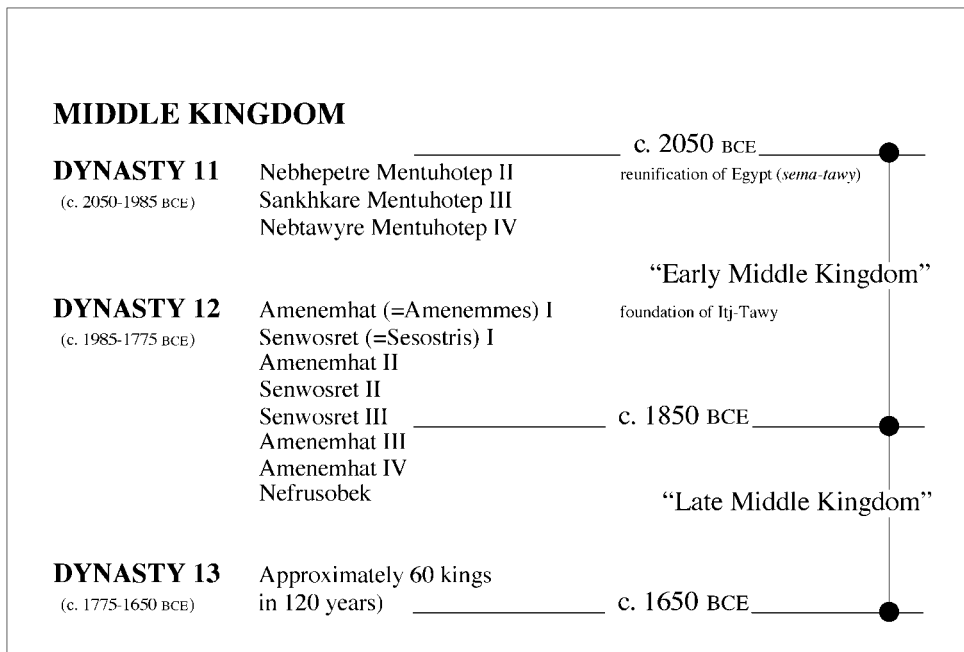 MIDDLE KINGDOM
c. 2050 BCE
DYNASTY 11
Nebhepetre Mentuhotep II
reunification of Egypt (sema-tawy)
(c. 2050-1985 BCE)
Sankhkare Mentuhotep III
Nebtawyre Mentuhotep IV
“Early Middle Kingdom”
DYNASTY 12
Amenemhat (=Amenemmes) I
foundation of Itj-Tawy
(c. 1985-1775 BCE)
Senwosret (=Sesostris) I
Amenemhat II
Senwosret II
Senwosret III
c. 1850 BCE
Amenemhat III
Amenemhat IV
Nefrusobek
“Late Middle Kingdom”
DYNASTY 13
Approximately 60 kings
(c. 1775-1650 BCE)
in 120 years)
c. 1650 BCE